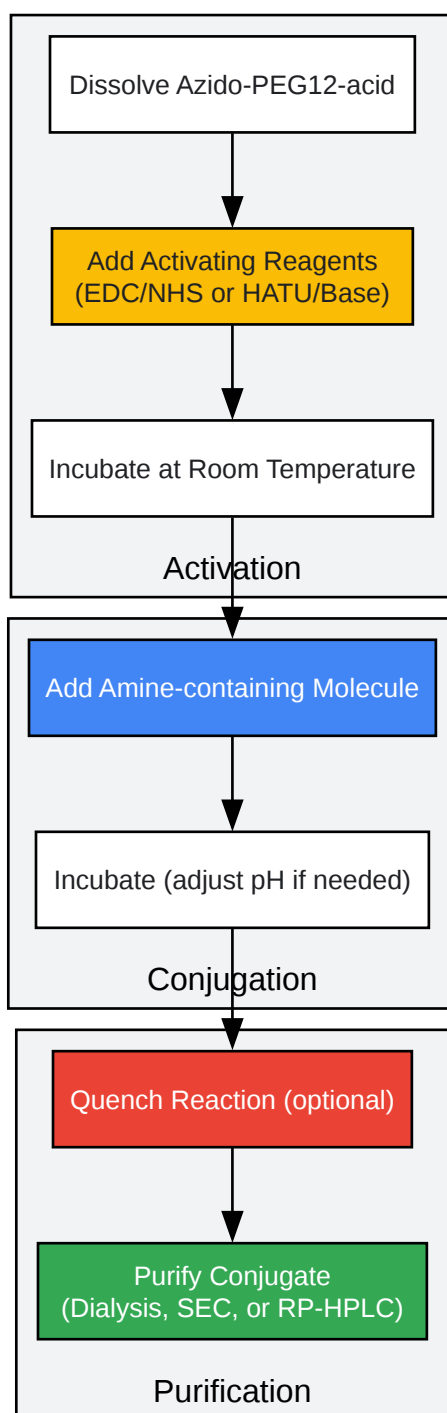 Dissolve Azido-PEG12-acid
Add Activating Reagents
(EDC/NHS or HATU/Base)
Incubate at Room Temperature
Activation
Add Amine-containing Molecule
Incubate (adjust pH if needed)
Conjugation
Quench Reaction (optional)
Purify Conjugate
(Dialysis, SEC, or RP-HPLC)
Purification